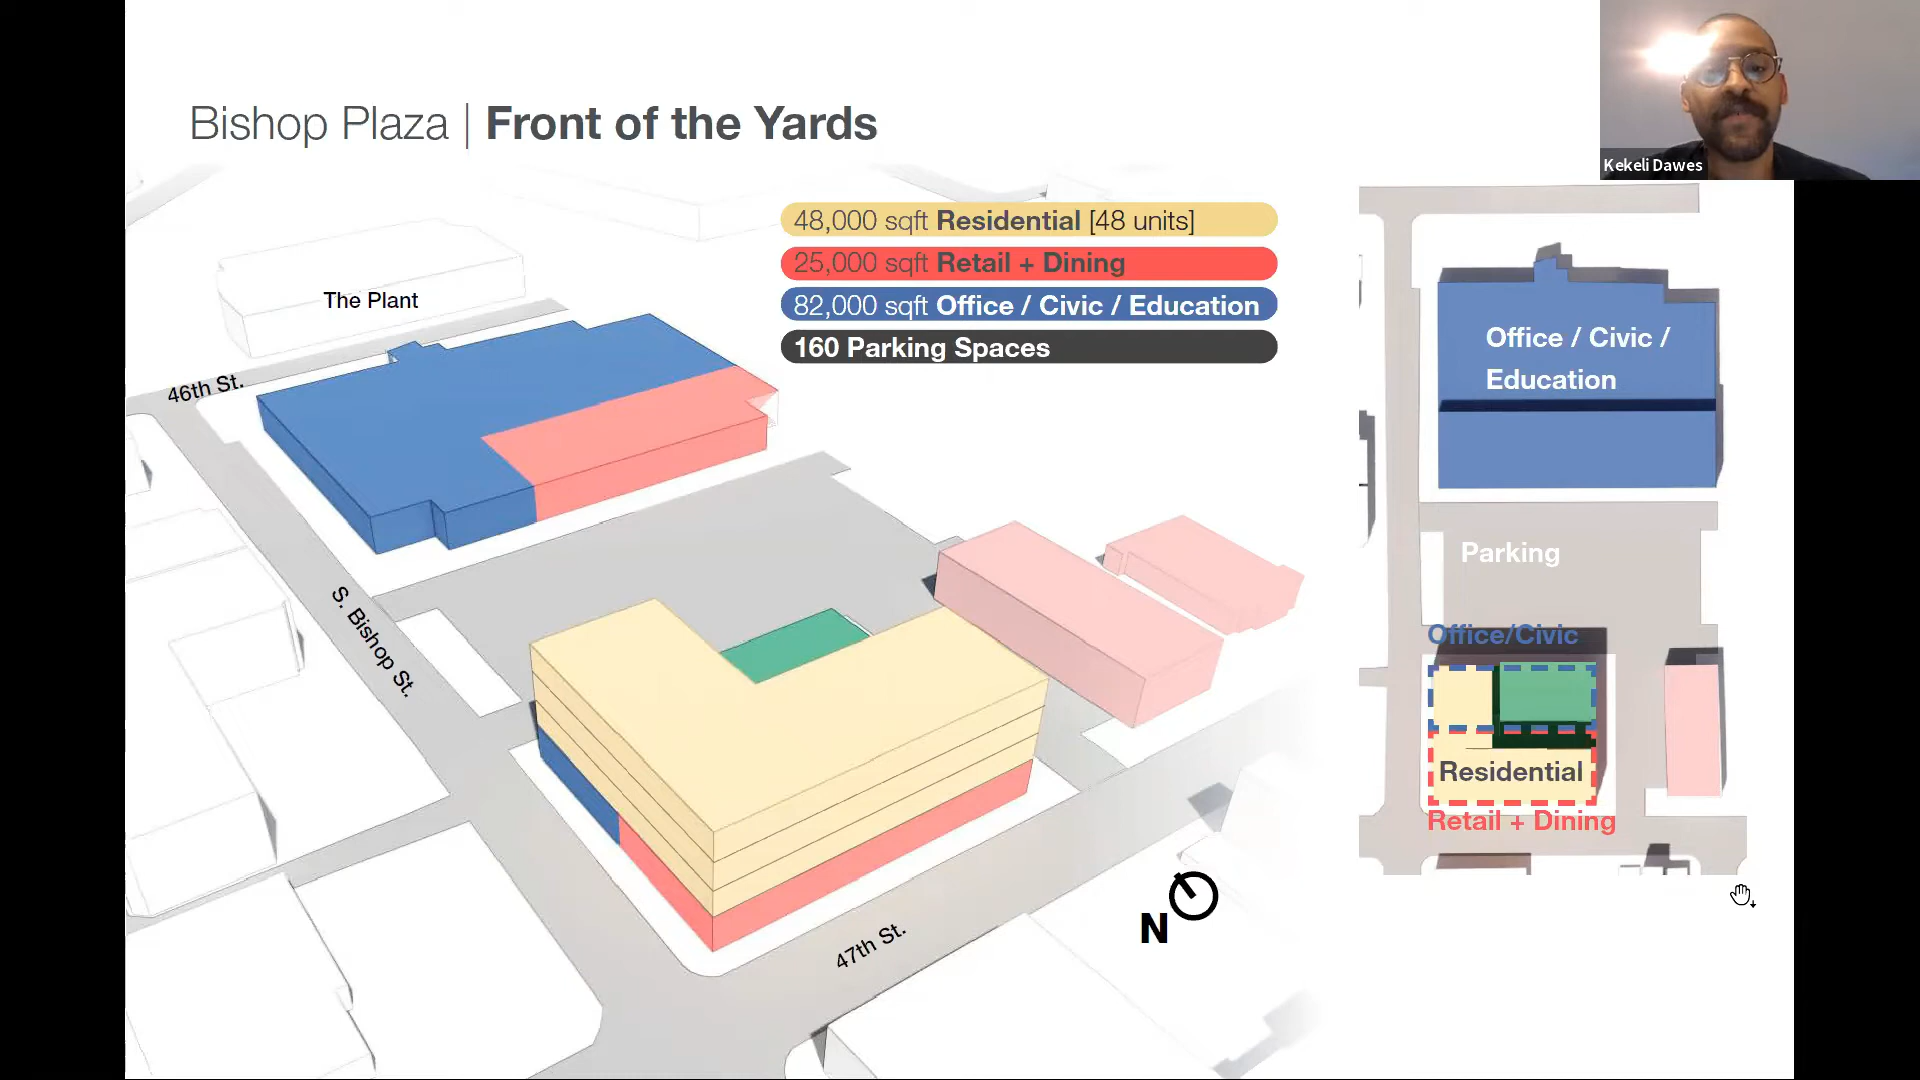 Bishop Plaza | Front of the Yards
Kekeli Dawes
48,000 sqft Residential [48 units]
25,000 sqft Retail + Dining
82,000 sqft Office / Civic / Education
160 Parking Spaces
The Plant
46th St.
S. Bishop St.
47th St.
N
Office / Civic /
Education
Parking
Office/Civic
Residential
Retail + Dining